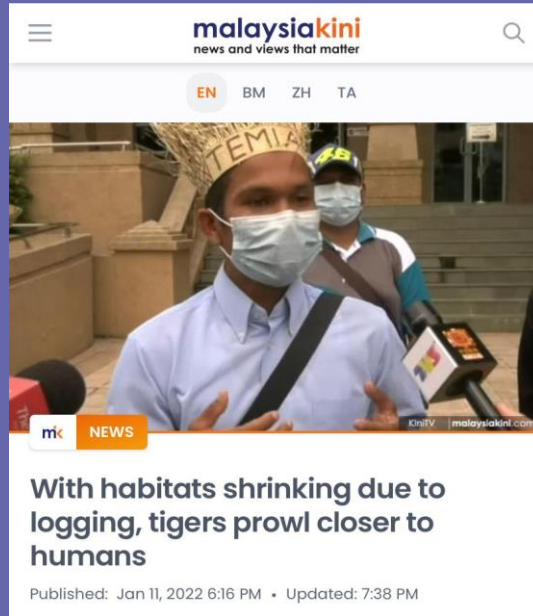 malaysiakini
news and views that matter
EN BM ZH TA
TEMIA
46
KiniTV malaysiakini.com
mk NEWS
With habitats shrinking due to
logging, tigers prowl closer to
humans
Published: Jan 11, 2022 6:16 PM • Updated: 7:38 PM